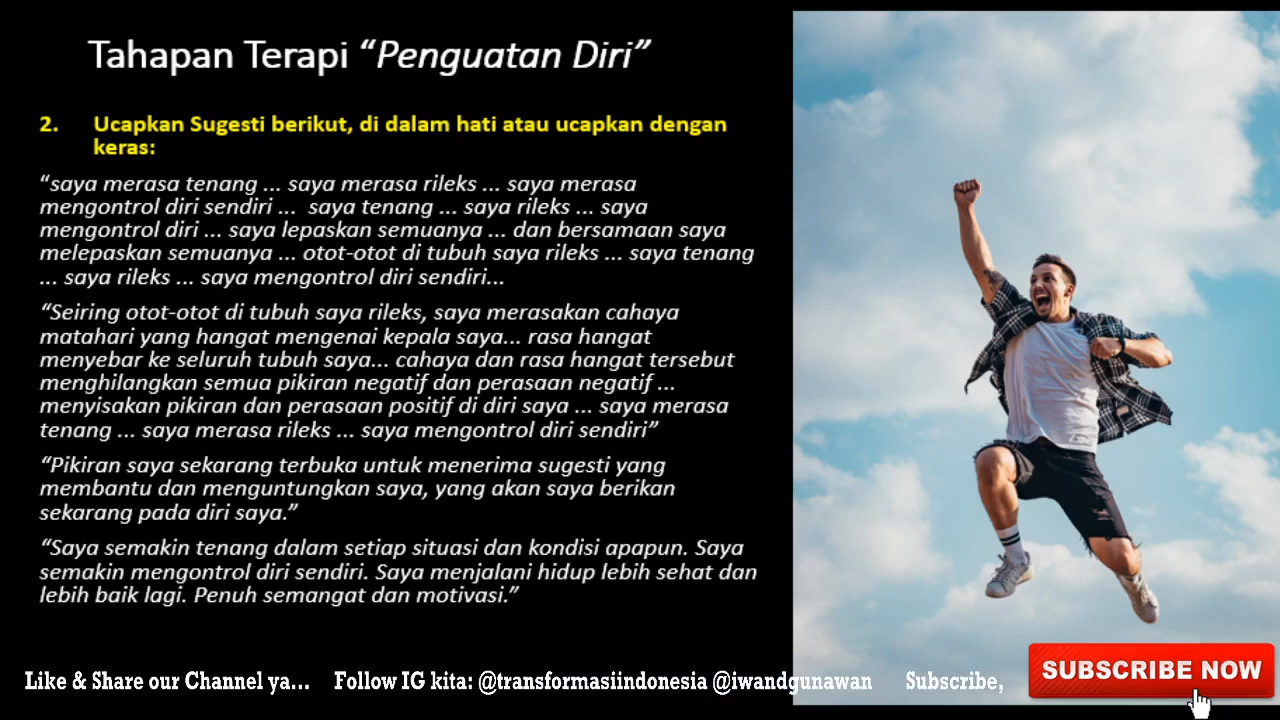 Tahapan Terapi “Penguatan Diri”
2. Ucapkan Sugesti berikut, di dalam hati atau ucapkan dengan
keras:
“saya merasa tenang ... saya merasa rileks ... saya merasa
mengontrol diri sendiri ... saya tenang ... saya rileks ... saya
mengontrol diri ... saya lepaskan semuanya ... dan bersamaan saya
melepaskan semuanya ... otot-otot di tubuh saya rileks ... saya tenang
... saya rileks ... saya mengontrol diri sendiri...
“Seiring otot-otot di tubuh saya rileks, saya merasakan cahaya
matahari yang hangat mengenai kepala saya... rasa hangat
menyebar ke seluruh tubuh saya... cahaya dan rasa hangat tersebut
menghilangkan semua pikiran negatif dan perasaan negatif ...
menyisakan pikiran dan perasaan positif di diri saya ... saya merasa
tenang ... saya merasa rileks ... saya mengontrol diri sendiri”
“Pikiran saya sekarang terbuka untuk menerima sugesti yang
membantu dan menguntungkan saya, yang akan saya berikan
sekarang pada diri saya.”
“Saya semakin tenang dalam setiap situasi dan kondisi apapun. Saya
semakin mengontrol diri sendiri. Saya menjalani hidup lebih sehat dan
lebih baik lagi. Penuh semangat dan motivasi.”
Like & Share our Channel ya... Follow IG kita: @transformasiindonesia @iwandgunawan Subscribe,
SUBSCRIBE NOW